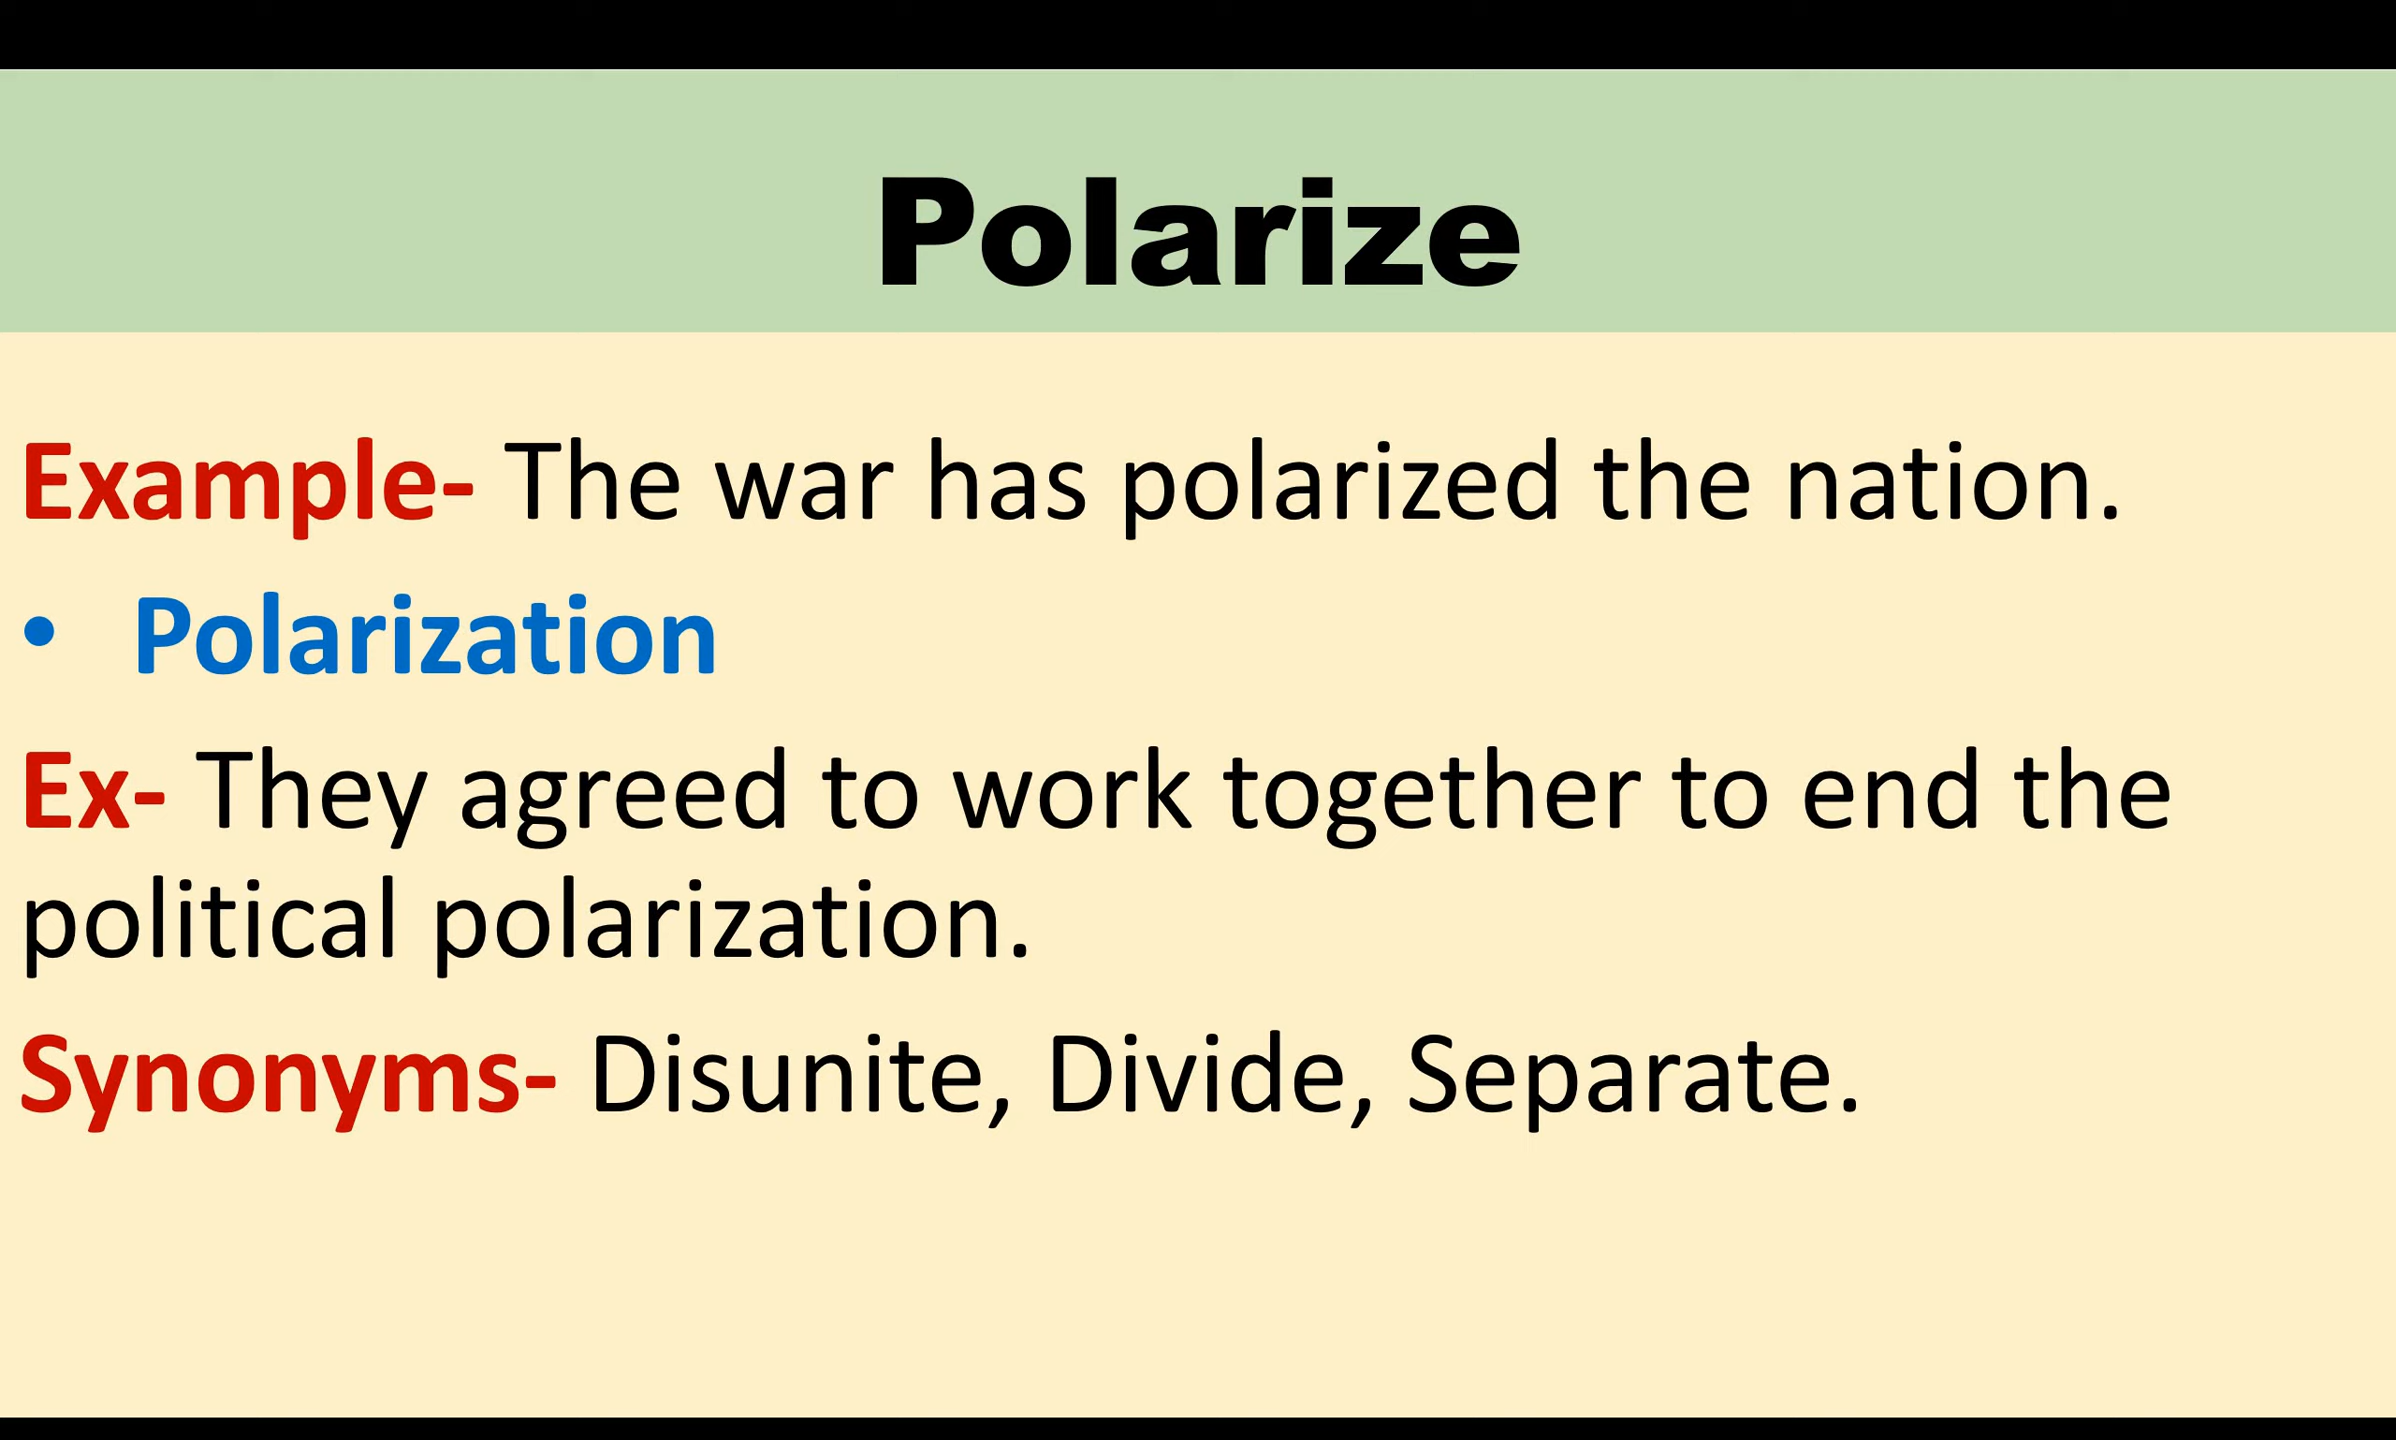 Polarize
Example- The war has polarized the nation.
• Polarization
Ex- They agreed to work together to end the
political polarization.
Synonyms- Disunite, Divide, Separate.